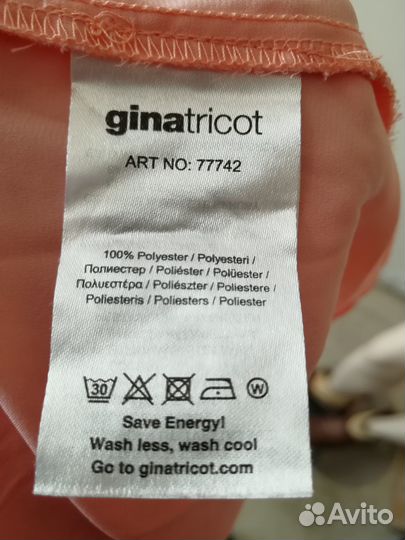 ginatricot
ART NO: 77742
100% Polyester / Polyesteri /
Полиестер / Poliéster / Polüester /
Πολυεστέρα / Poliészter / Poliestere /
Poliesteris / Poliesters / Poliester
30 W
Save Energy!
Wash less, wash cool
Go to ginatricot.com
Avito